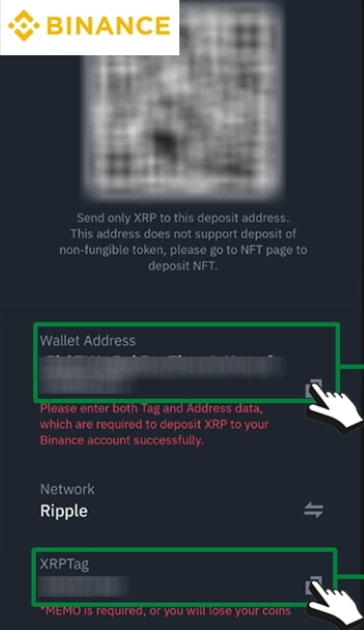 BINANCE
Send only XRP to this deposit address.
This address does not support deposit of
non-fungible token, please go to NFT page to
deposit NFT.
Wallet Address
Please enter both Tag and Address data,
which are required to deposit XRP to your
Binance account successfully.
Network
Ripple
XRPTag
*MEMO is required, or you will lose your coins